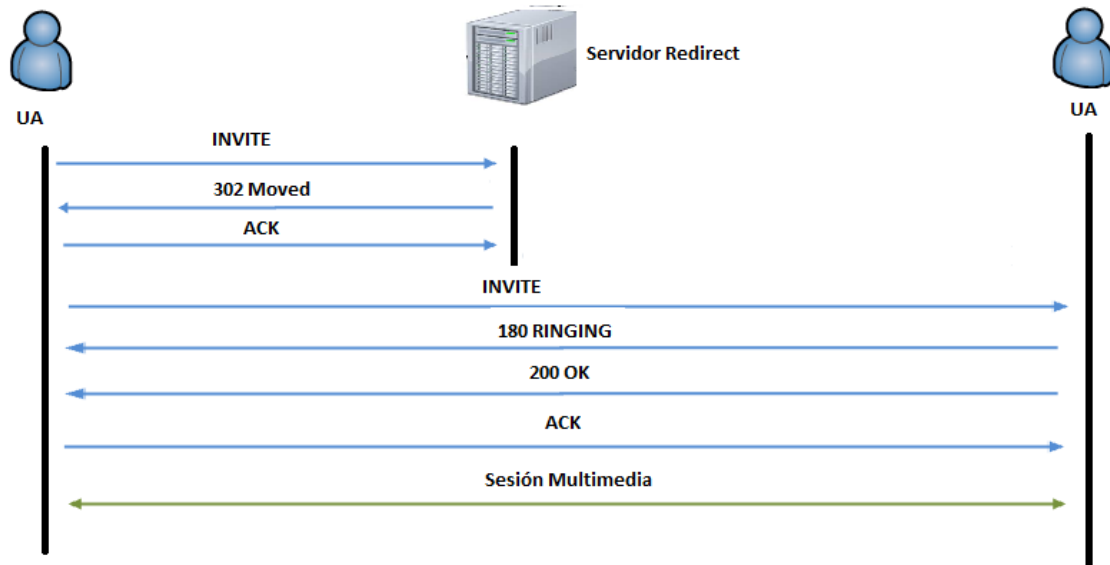 Servidor Redirect
UA
UA
INVITE
302 Moved
ACK
INVITE
180 RINGING
200 OK
ACK
Sesión Multimedia